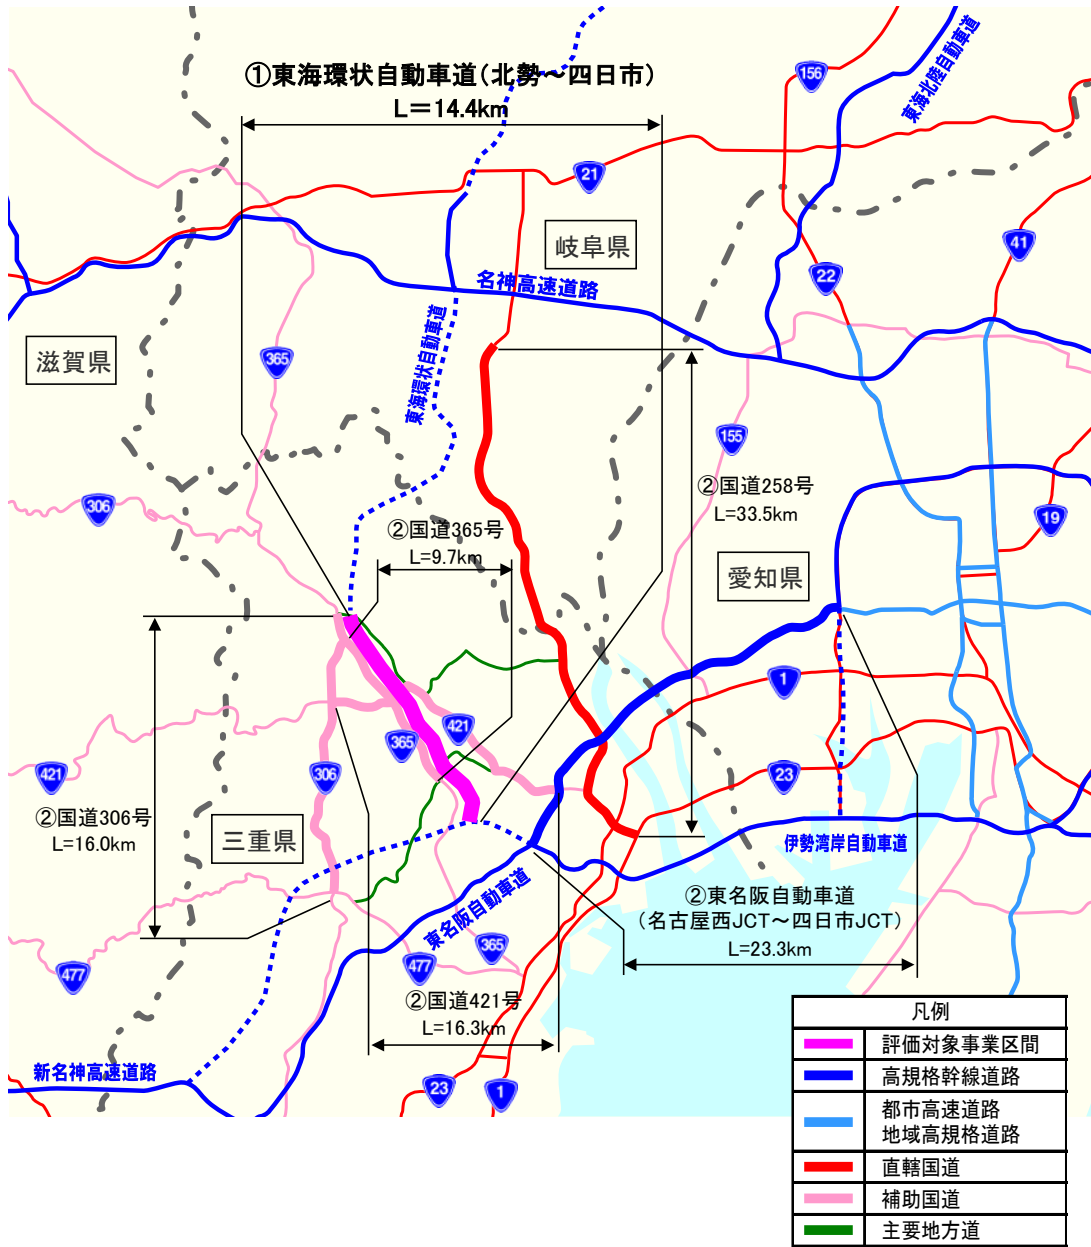 ①東海環状自動車道(北勢～四日市)
L＝14.4km
156
東海北陸自動車道
21
岐阜県
41
22
名神高速道路
滋賀県
365
東海環状自動車道
155
②国道258号
L=33.5km
306
②国道365号
L=9.7km
19
愛知県
1
421
365
306
421
23
②国道306号
L=16.0km
三重県
伊勢湾岸自動車道
東名阪自動車道
②東名阪自動車道
(名古屋西JCT～四日市JCT)
L=23.3km
365
477
477
②国道421号
L=16.3km
新名神高速道路
23
1
凡例
評価対象事業区間
高規格幹線道路
都市高速道路
地域高規格道路
直轄国道
補助国道
主要地方道